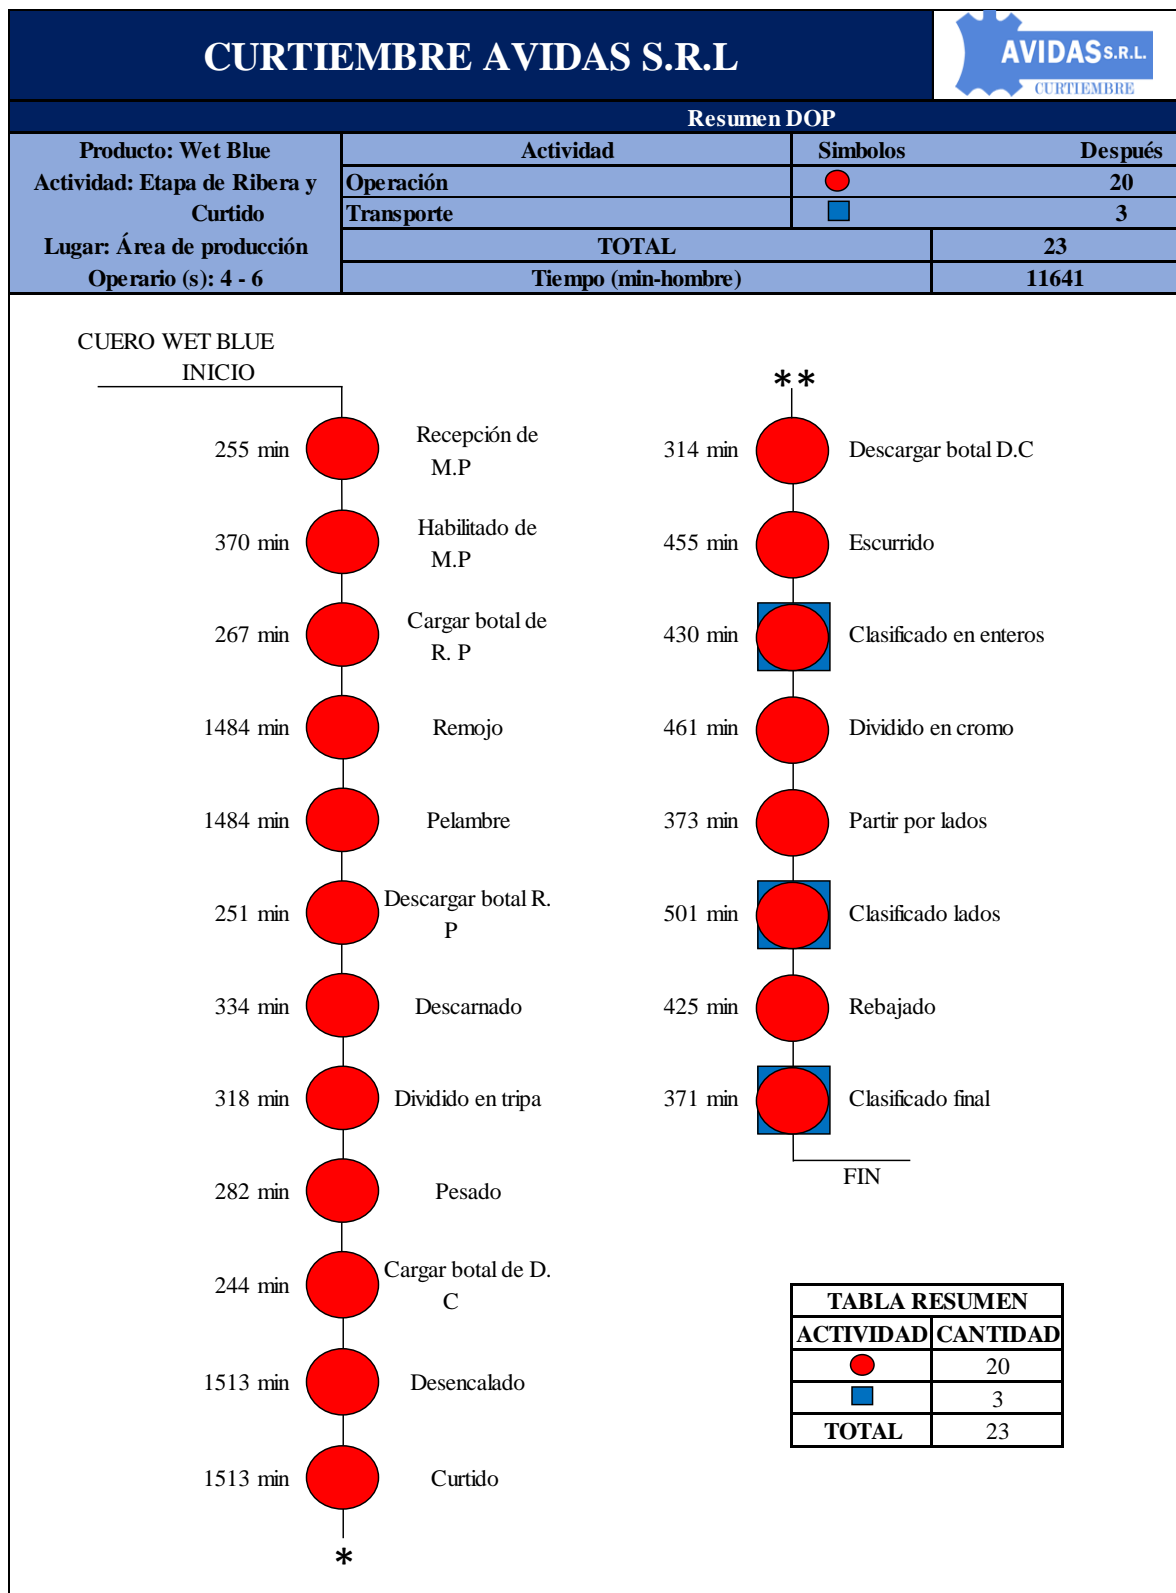 CURTIEMBRE AVIDAS S.R.L
AVIDAS S.R.L.
CURTIEMBRE
Resumen DOP
Producto: Wet Blue
Actividad: Etapa de Ribera y
Curtido
Lugar: Área de producción
Operario (s): 4 - 6
Actividad Simbolos Después
Operación 20
Transporte 3
TOTAL 23
Tiempo (min-hombre) 11641
CUERO WET BLUE
INICIO
255 min Recepción de
M.P
370 min Habilitado de
M.P
267 min Cargar botal de
R. P
1484 min Remojo
1484 min Pelambre
251 min Descargar botal R.
P
334 min Descarnado
318 min Dividido en tripa
282 min Pesado
244 min Cargar botal de D.
C
1513 min Desencalado
1513 min Curtido
*
**
314 min Descargar botal D.C
455 min Escurrido
430 min Clasificado en enteros
461 min Dividido en cromo
373 min Partir por lados
501 min Clasificado lados
425 min Rebajado
371 min Clasificado final
FIN
TABLA RESUMEN
ACTIVIDAD CANTIDAD
20
3
TOTAL 23